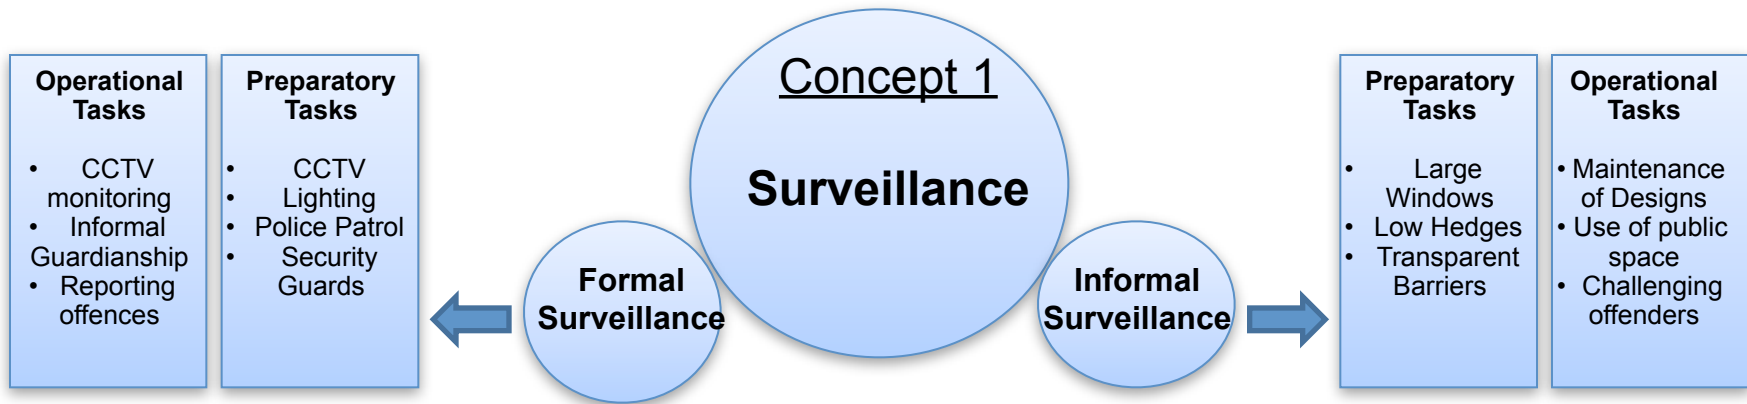 Operational
Tasks
• CCTV
monitoring
• Informal
Guardianship
• Reporting
offences
Preparatory
Tasks
• CCTV
• Lighting
• Police Patrol
• Security
Guards
Concept 1
Surveillance
Formal
Surveillance
Informal
Surveillance
Preparatory
Tasks
• Large
Windows
• Low Hedges
• Transparent
Barriers
Operational
Tasks
• Maintenance
of Designs
• Use of public
space
• Challenging
offenders